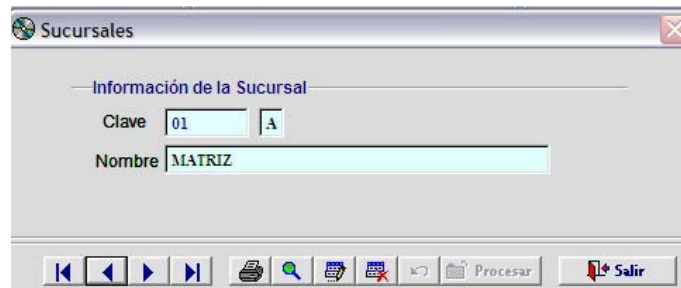 Sucursales
Información de la Sucursal
Clave 01 A
Nombre MATRIZ
Procesar Salir